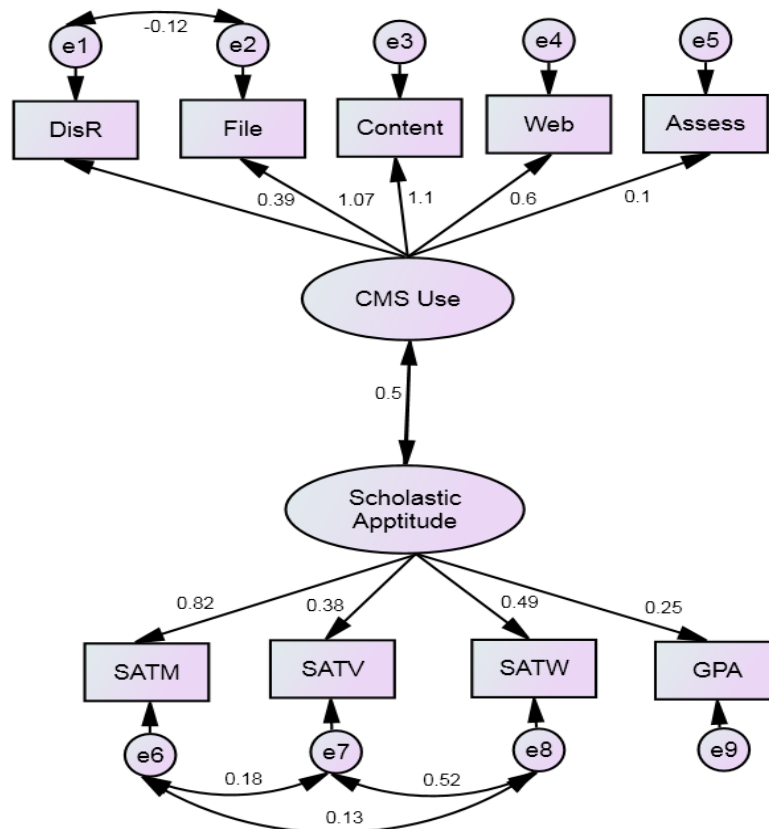 -0.12
e1
e2
e3
e4
e5
DisR
File
Content
Web
Assess
0.39
1.07
1.1
0.6
0.1
CMS Use
0.5
Scholastic
Apptitude
0.82
0.38
0.49
0.25
SATM
SATV
SATW
GPA
e6
e7
e8
e9
0.18
0.52
0.13